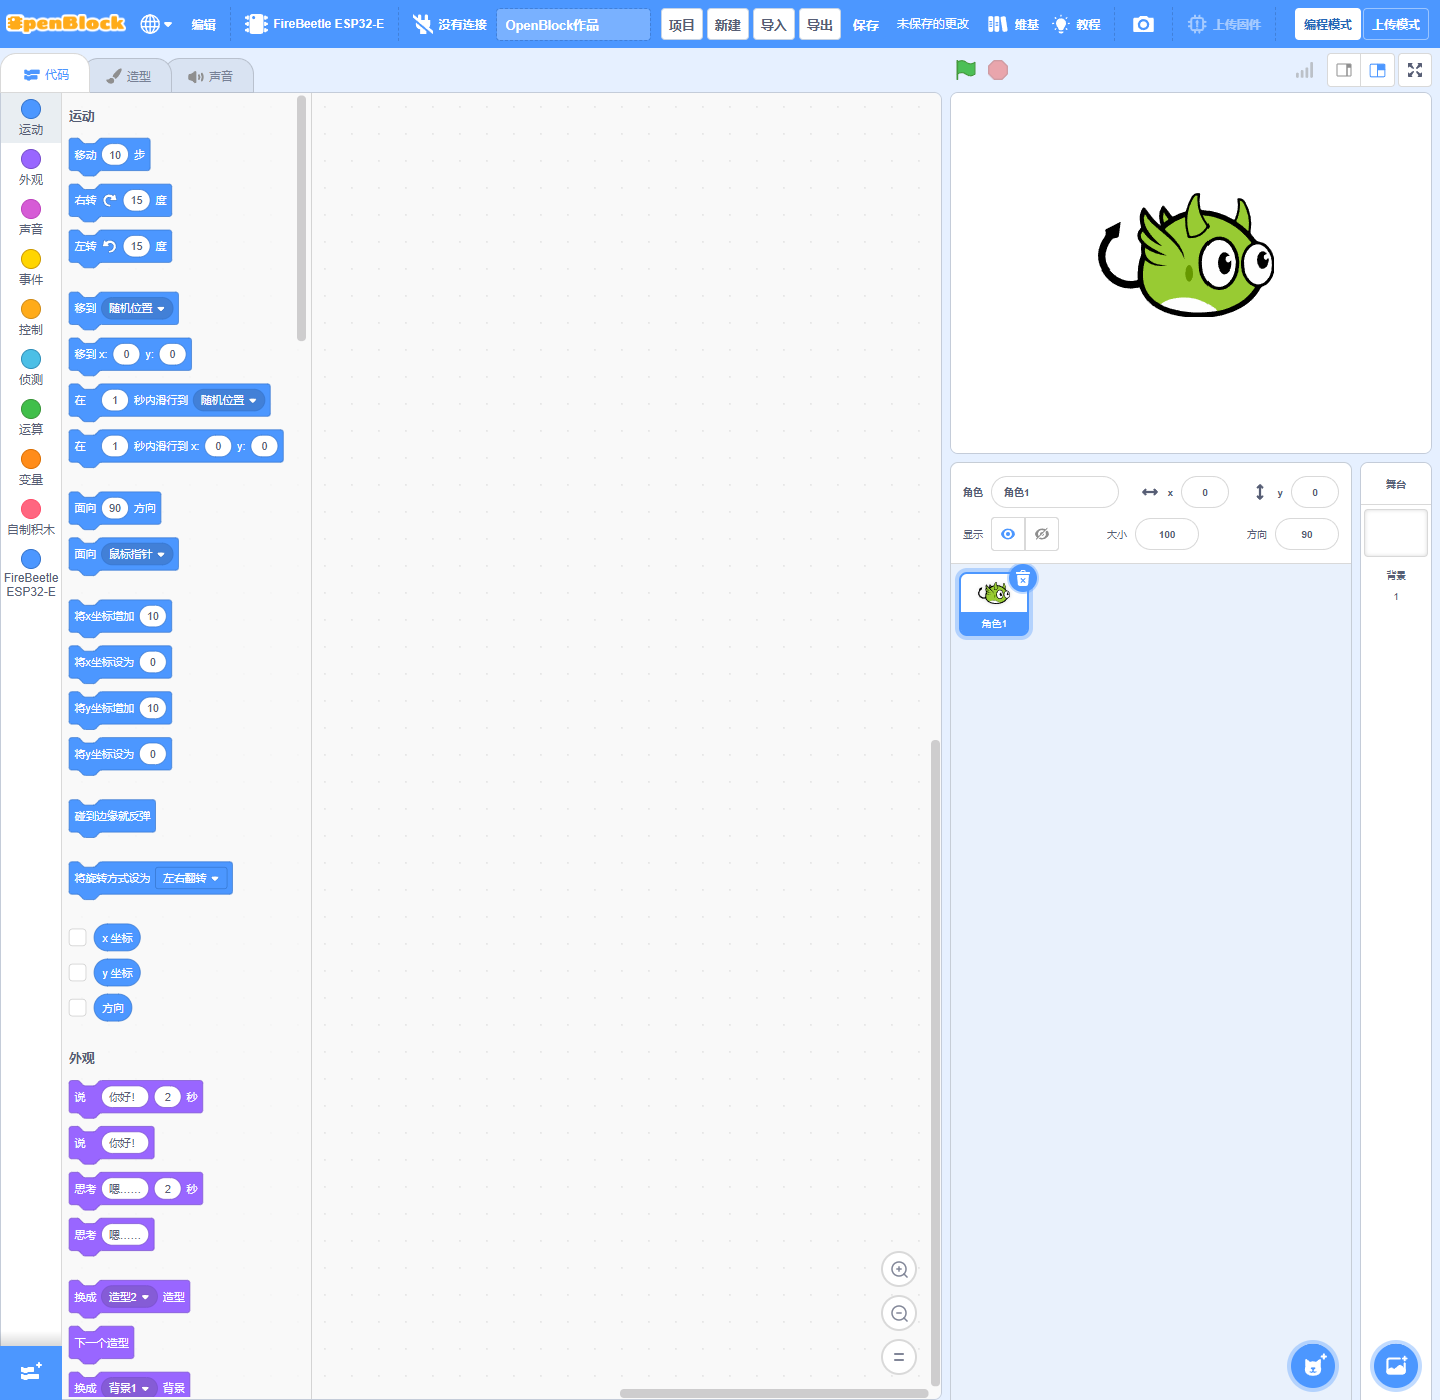 OpenBlock 编辑 FireBeetle ESP32-E 没有连接 OpenBlock作品 项目 新建 导入 导出 保存 未保存的更改 维基 教程 上传固件 编程模式 上传模式
代码 造型 声音
运动
外观
声音
事件
控制
侦测
运算
变量
自制积木
FireBeetle
ESP32-E
运动
移动 10 步
右转 15 度
左转 15 度
移到 随机位置
移到 x: 0 y: 0
在 1 秒内滑行到 随机位置
在 1 秒内滑行到 x: 0 y: 0
面向 90 方向
面向 鼠标指针
将x坐标增加 10
将x坐标设为 0
将y坐标增加 10
将y坐标设为 0
碰到边缘就反弹
将旋转方式设为 左右翻转
x 坐标
y 坐标
方向
外观
说 你好! 2 秒
说 你好!
思考 嗯…… 2 秒
思考 嗯……
换成 造型2 造型
下一个造型
换成 背景1 背景
角色 角色1 x 0 y 0
显示 大小 100 方向 90
角色1
舞台
背景
1